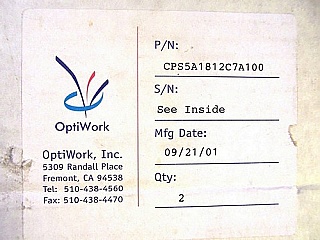 OptiWork
OptiWork, Inc.
5309 Randall Place
Fremont, CA 94538
Tel: 510-438-4560
Fax: 510-438-4470
P/N:
CPS5A1812C7A100
S/N:
See Inside
Mfg Date:
09/21/01
Qty:
2